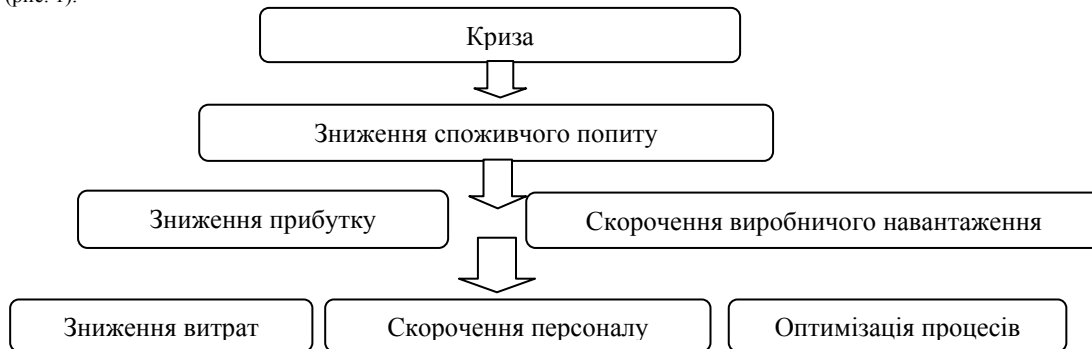 (рис. 1).
Криза
Зниження споживчого попиту
Зниження прибутку
Скорочення виробничого навантаження
Зниження витрат
Скорочення персоналу
Оптимізація процесів